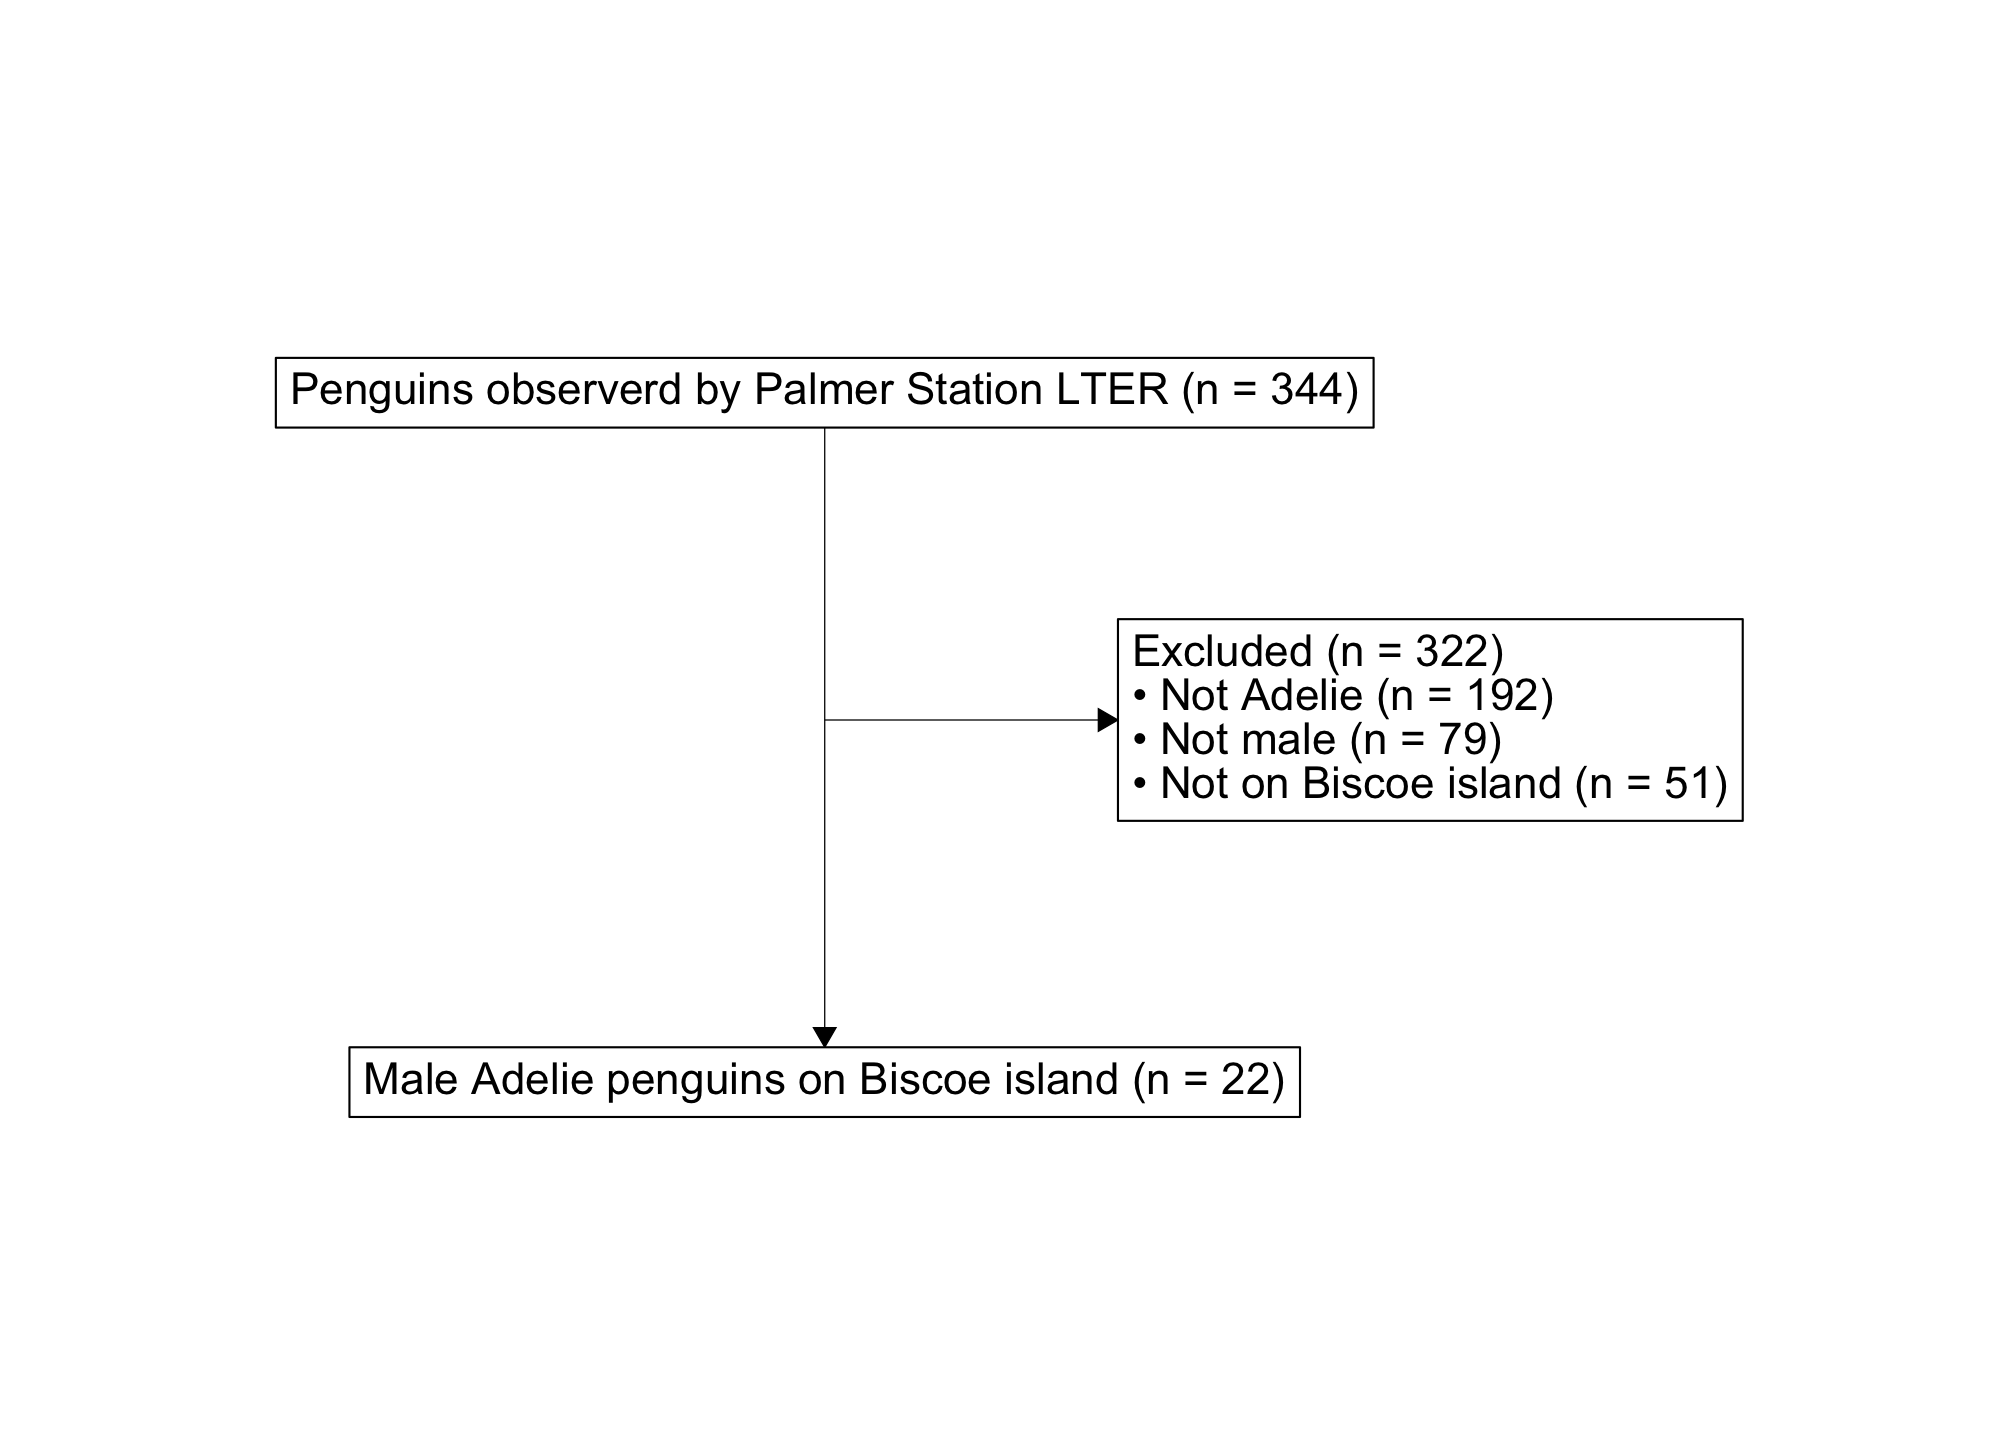 Penguins observerd by Palmer Station LTER (n = 344)
Excluded (n = 322)
• Not Adelie (n = 192)
• Not male (n = 79)
• Not on Biscoe island (n = 51)
Male Adelie penguins on Biscoe island (n = 22)